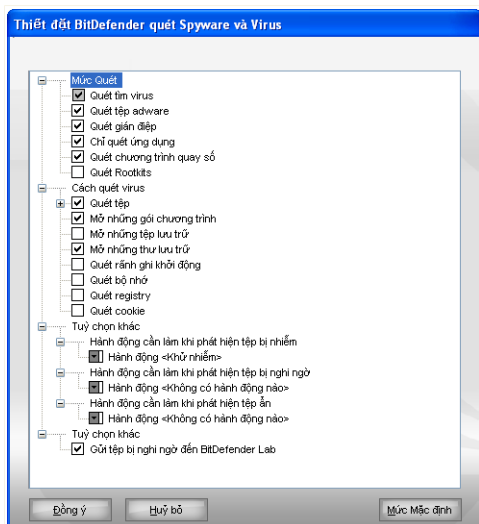 Thiết đặt BitDefender quét Spyware và Virus
Mức Quét
Quét tìm virus
Quét tệp adware
Quét gián điệp
Chỉ quét ứng dụng
Quét chương trình quay số
Quét Rootkits
Cách quét virus
Quét tệp
Mở những gói chương trình
Mở những tệp lưu trữ
Mở những thư lưu trữ
Quét rãnh ghi khởi động
Quét bộ nhớ
Quét registry
Quét cookie
Tuỳ chọn khác
Hành động cần làm khi phát hiện tệp bị nhiễm
Hành động <Khử nhiễm>
Hành động cần làm khi phát hiện tệp bị nghi ngờ
Hành động <Không có hành động nào>
Hành động cần làm khi phát hiện tệp ẩn
Hành động <Không có hành động nào>
Tuỳ chọn khác
Gửi tệp bị nghi ngờ đến BitDefender Lab
Đồng ý
Huỷ bỏ
Mức Mặc định